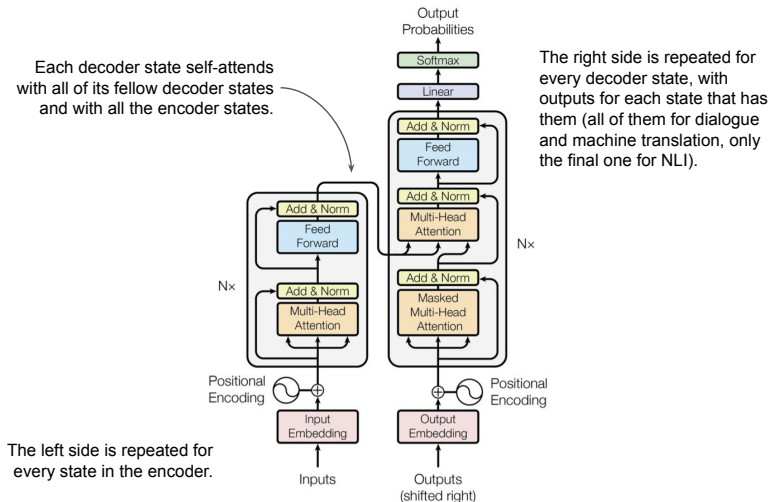 Output
Probabilities
Softmax
Linear
Add & Norm
Feed
Forward
Add & Norm
Multi-Head
Attention
Nx
Add & Norm
Masked
Multi-Head
Attention
Add & Norm
Feed
Forward
Nx
Add & Norm
Multi-Head
Attention
Positional
Encoding
Positional
Encoding
Input
Embedding
Output
Embedding
Inputs
Outputs
(shifted right)
Each decoder state self-attends
with all of its fellow decoder states
and with all the encoder states.
The right side is repeated for
every decoder state, with
outputs for each state that has
them (all of them for dialogue
and machine translation, only
the final one for NLI).
The left side is repeated for
every state in the encoder.